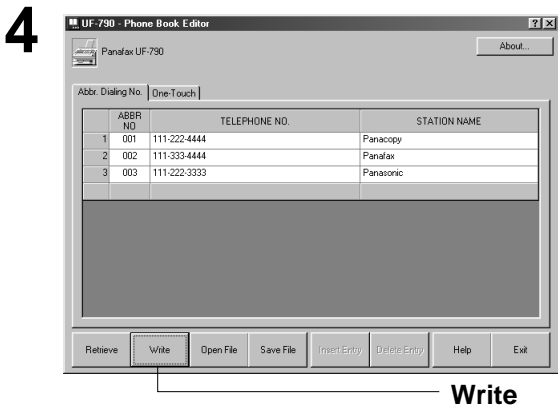 4
UF-790 - Phone Book Editor
Panafax UF-790
About...
Abbr. Dialing No. One-Touch
ABBR NO TELEPHONE NO. STATION NAME
1 001 111-222-4444 Panacopy
2 002 111-333-4444 Panafax
3 003 111-222-3333 Panasonic
Retrieve Write Open File Save File Insert Entry Delete Entry Help Exit
Write